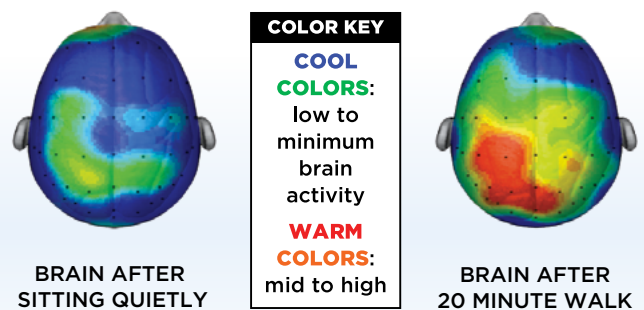 COLOR KEY
COOL
COLORS:
low to
minimum
brain
activity
WARM
COLORS:
mid to high
BRAIN AFTER
SITTING QUIETLY
BRAIN AFTER
20 MINUTE WALK